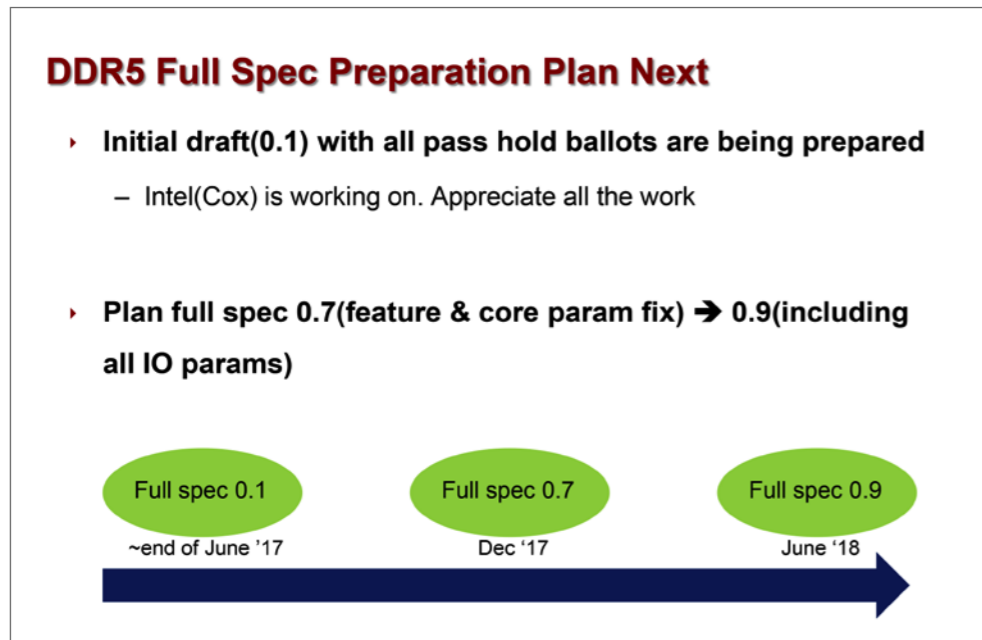 DDR5 Full Spec Preparation Plan Next
‣ Initial draft(0.1) with all pass hold ballots are being prepared
– Intel(Cox) is working on. Appreciate all the work
‣ Plan full spec 0.7(feature & core param fix) ➔ 0.9(including
all IO params)
Full spec 0.1
Full spec 0.7
Full spec 0.9
~end of June ’17
Dec ‘17
June ‘18